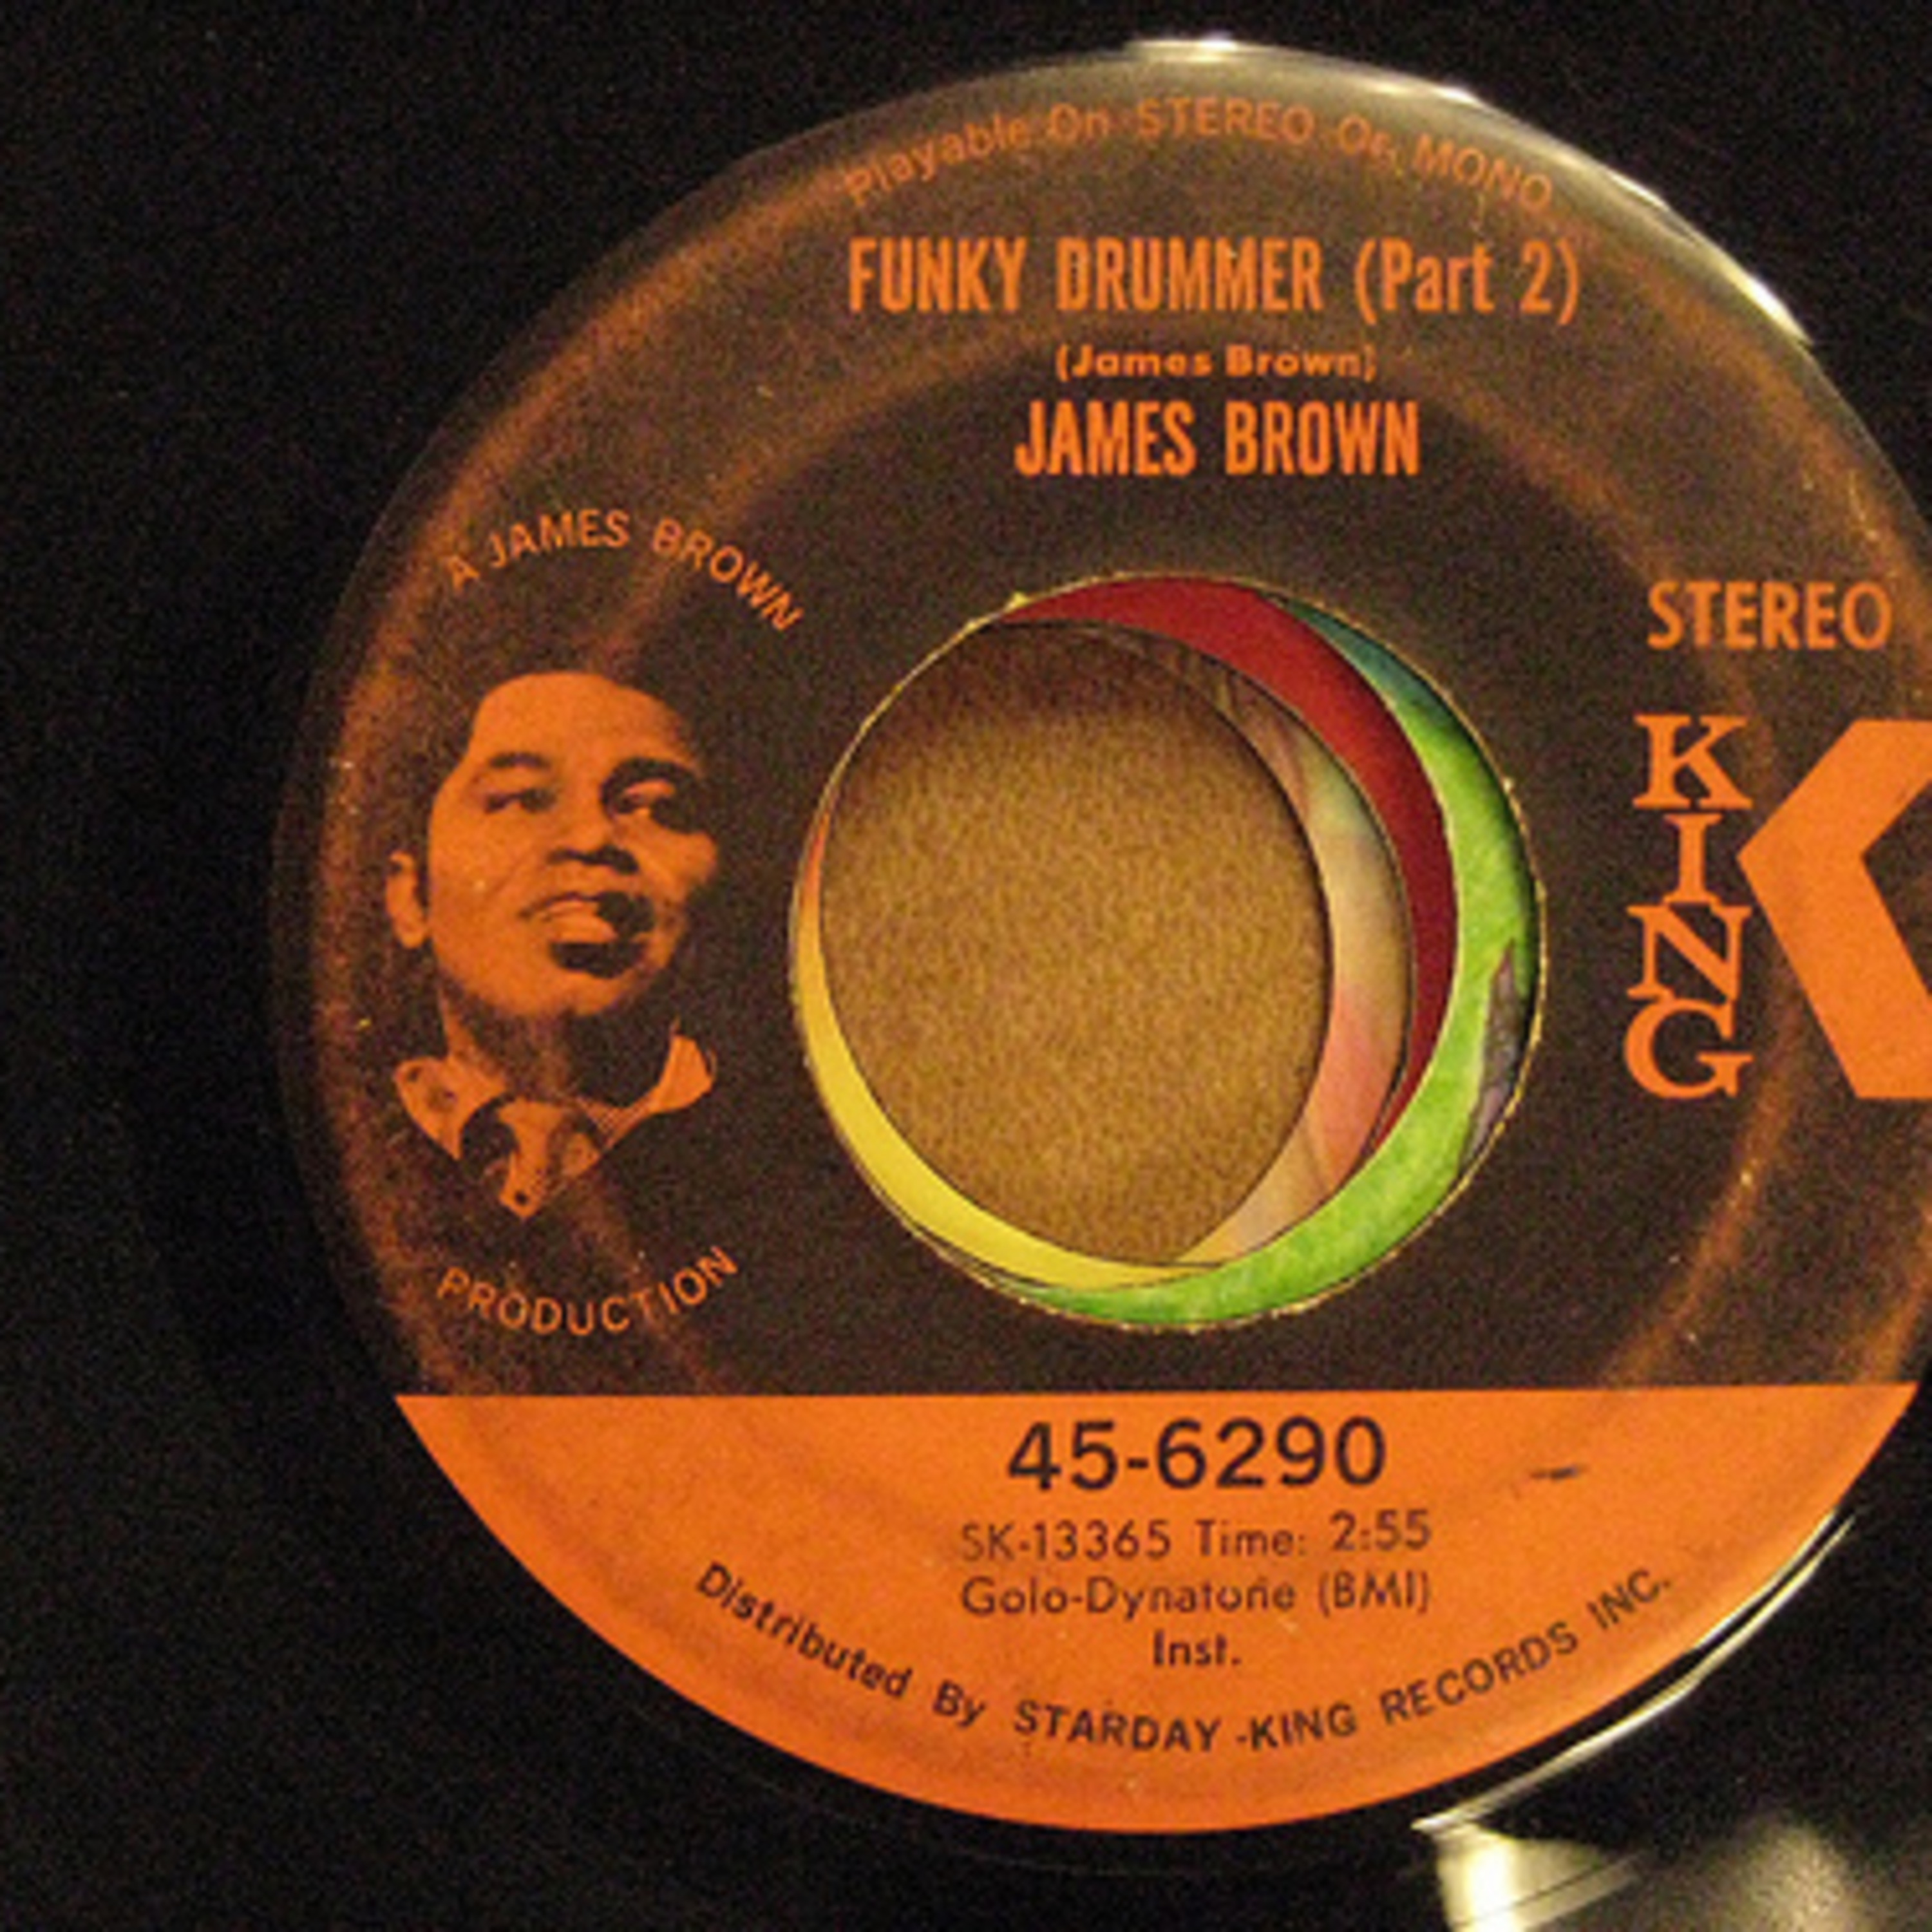 Playable On STEREO Or MONO
FUNKY DRUMMER (Part 2)
(James Brown)
JAMES BROWN
A JAMES BROWN
PRODUCTION
STEREO
KING
45-6290
SK-13365 Time: 2:55
Golo-Dynatone (BMI)
Inst.
Distributed By STARDAY-KING RECORDS INC.